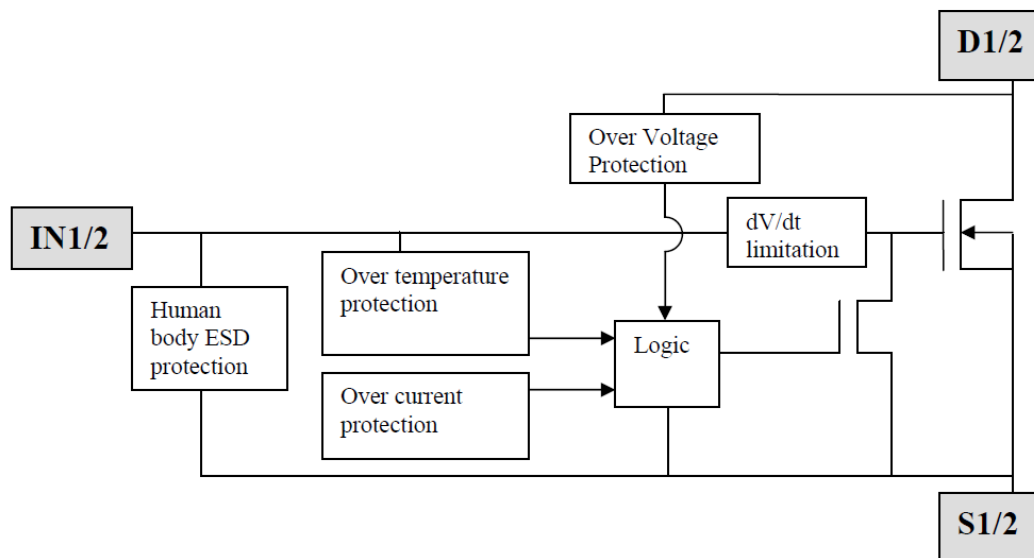 D1/2
Over Voltage
Protection
IN1/2
dV/dt
limitation
Over temperature
protection
Human
body ESD
protection
Logic
Over current
protection
S1/2